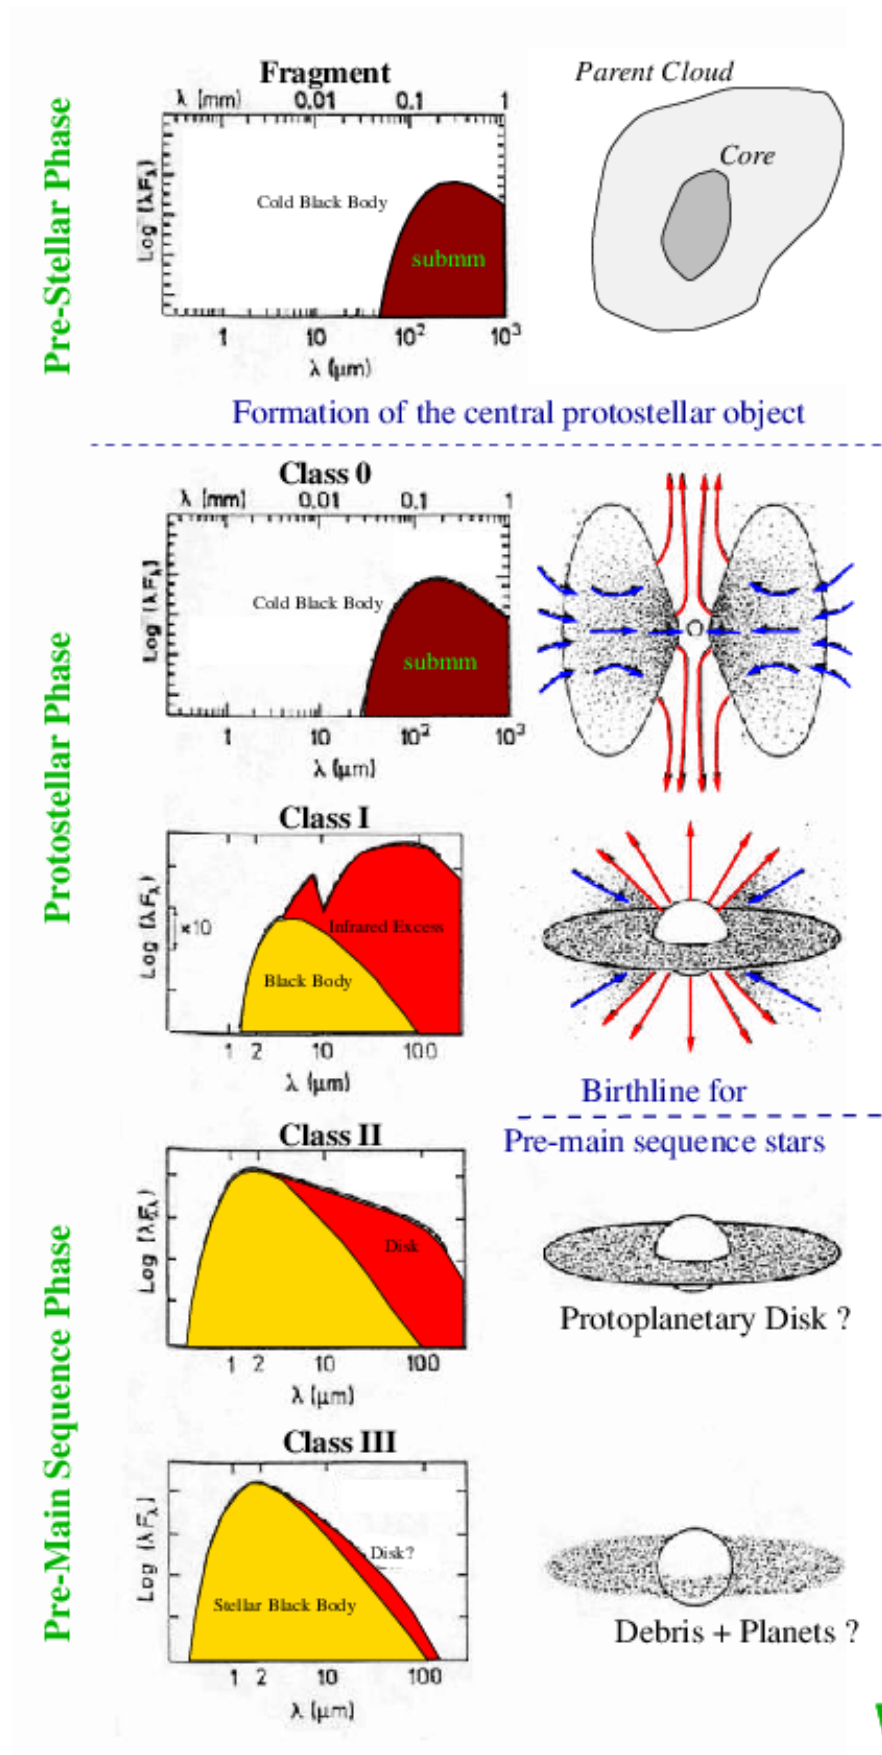 Pre-Stellar Phase
Fragment
λ [mm] 0.01 0.1 1
Log (λFλ)
Cold Black Body
submm
1 10 10² 10³
λ (μm)
Parent Cloud
Core
Formation of the central protostellar object
Protostellar Phase
Class 0
λ [mm] 0.01 0.1 1
Log (λFλ)
Cold Black Body
submm
1 10 10² 10³
λ (μm)
Class I
Log (λFλ)
×10
Infrared Excess
Black Body
1 2 10 100
λ (μm)
Birthline for
Pre-main sequence stars
Pre-Main Sequence Phase
Class II
Log (λFλ)
Disk
1 2 10 100
λ (μm)
Protoplanetary Disk ?
Class III
Log (λFλ)
Disk?
Stellar Black Body
1 2 10 100
λ (μm)
Debris + Planets ?